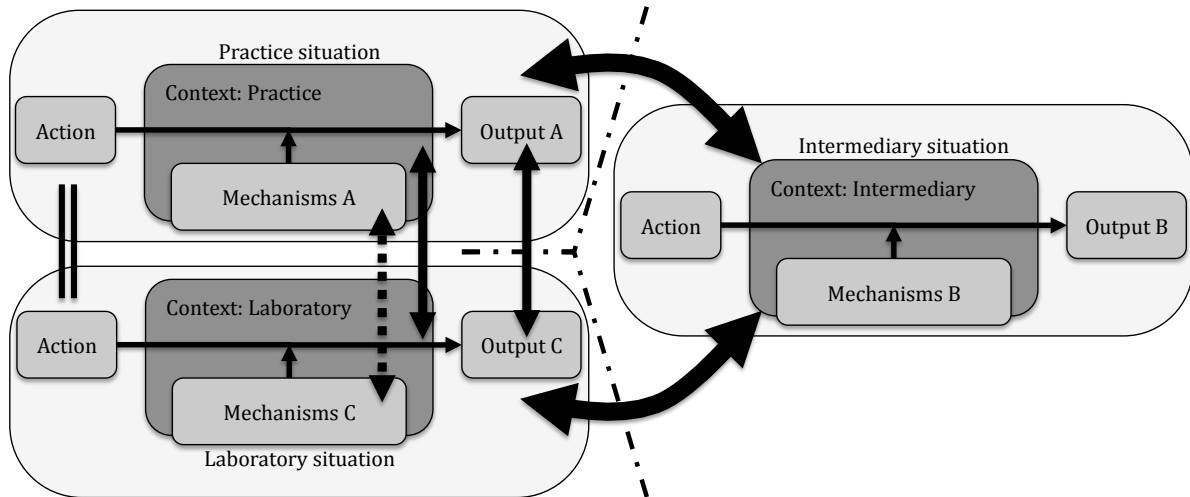 Practice situation
Context: Practice
Action
Output A
Mechanisms A
Intermediary situation
Context: Intermediary
Action
Output B
Mechanisms B
Context: Laboratory
Action
Output C
Mechanisms C
Laboratory situation